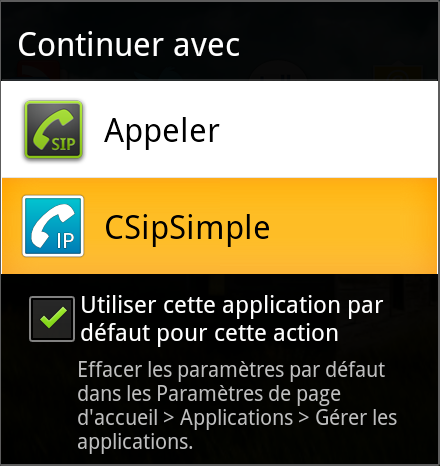 Continuer avec
SIP
Appeler
IP
CSipSimple
Utiliser cette application par
défaut pour cette action
Effacer les paramètres par défaut
dans les Paramètres de page
d'accueil > Applications > Gérer les
applications.